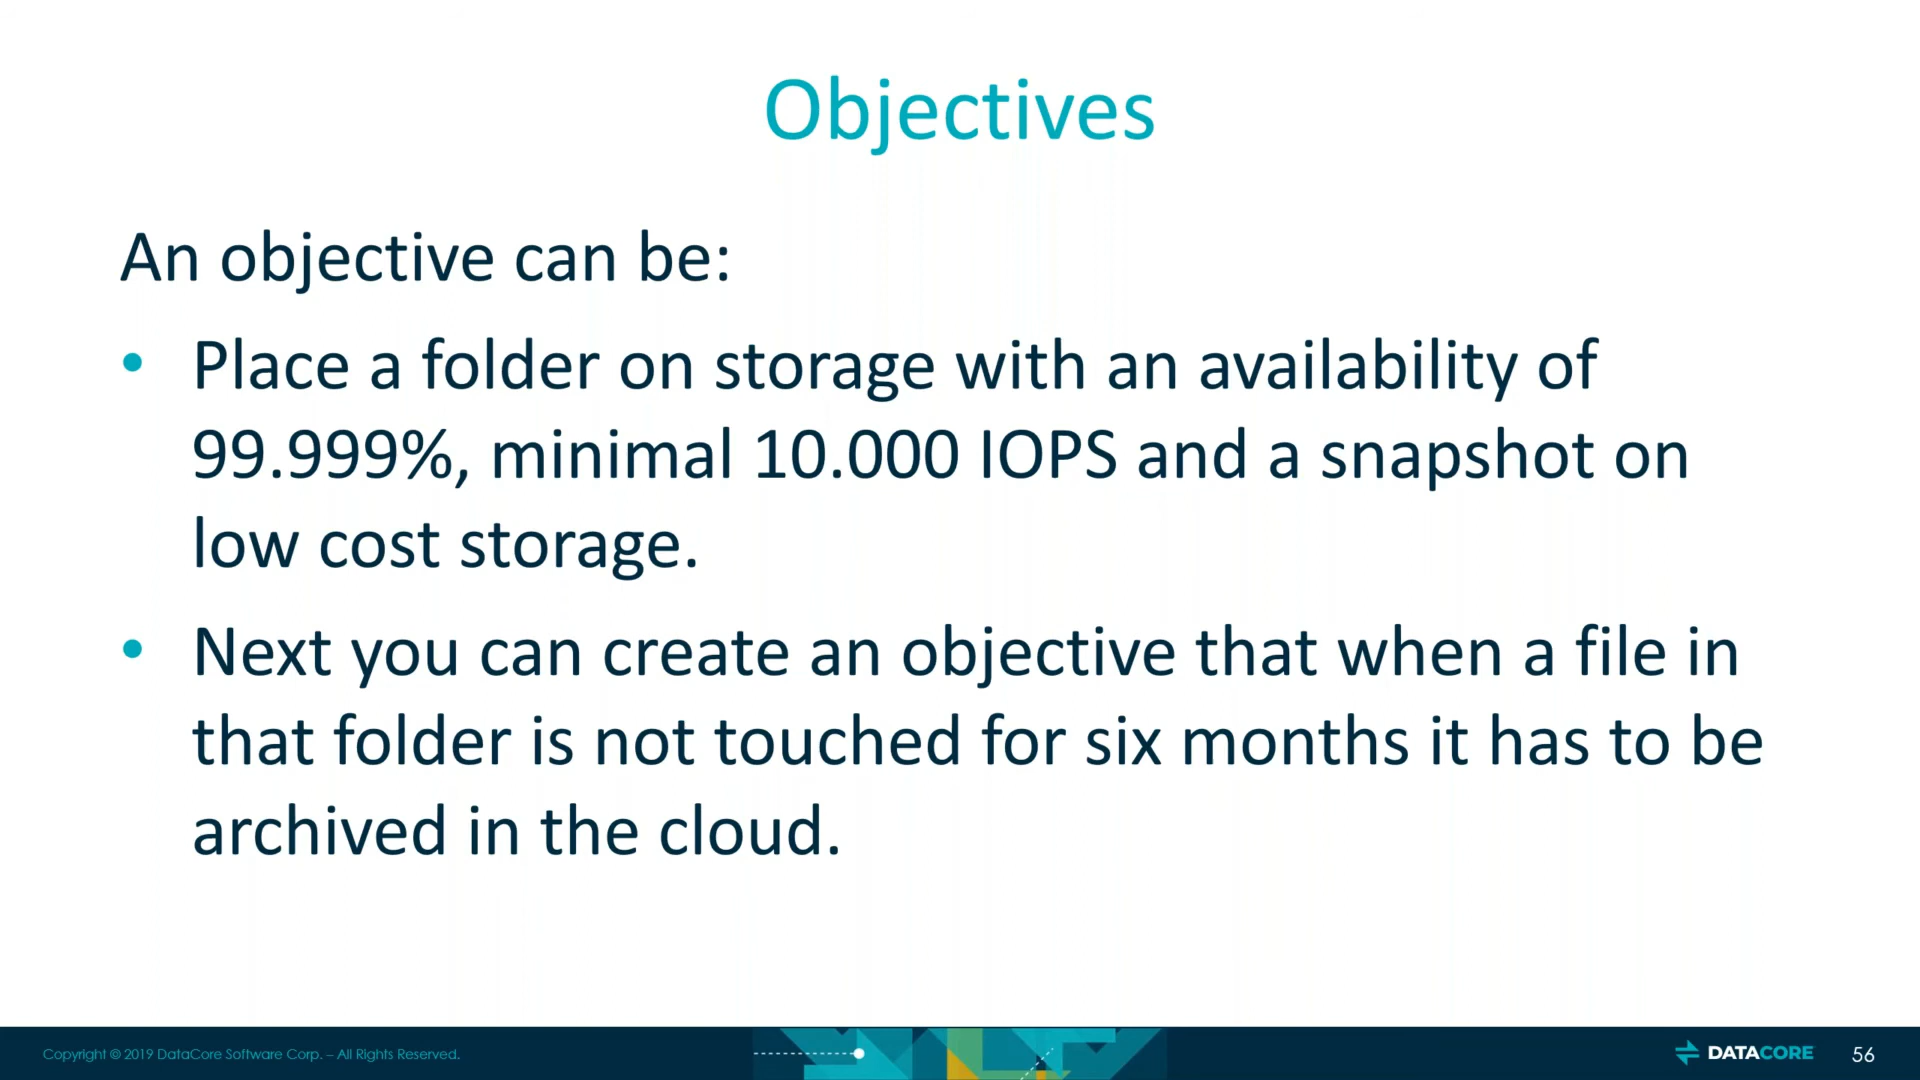 Objectives
An objective can be:
• Place a folder on storage with an availability of
99.999%, minimal 10.000 IOPS and a snapshot on
low cost storage.
• Next you can create an objective that when a file in
that folder is not touched for six months it has to be
archived in the cloud.
Copyright © 2019 DataCore Software Corp. – All Rights Reserved.
DATACORE
56